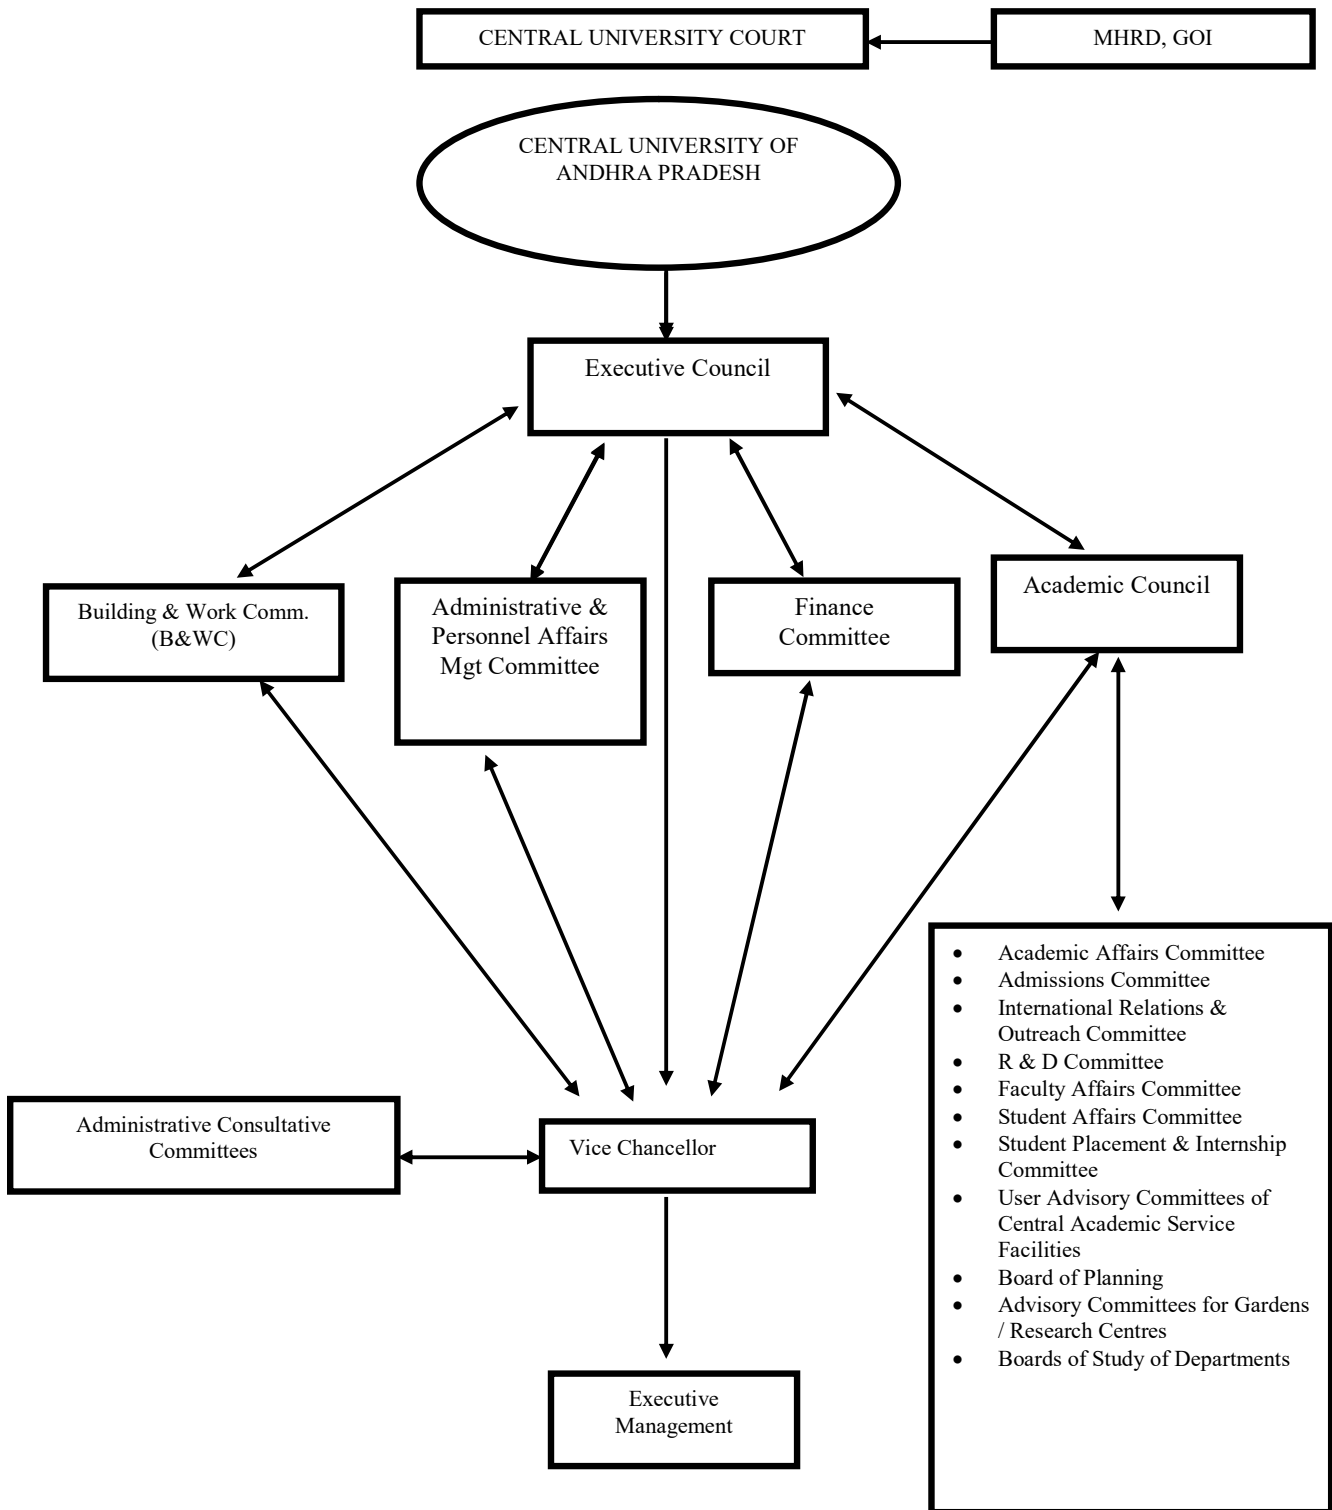 CENTRAL UNIVERSITY COURT
MHRD, GOI
CENTRAL UNIVERSITY OF
ANDHRA PRADESH
Executive Council
Building & Work Comm.
(B&WC)
Administrative &
Personnel Affairs
Mgt Committee
Finance
Committee
Academic Council
• Academic Affairs Committee
• Admissions Committee
• International Relations &
Outreach Committee
• R & D Committee
• Faculty Affairs Committee
• Student Affairs Committee
• Student Placement & Internship
Committee
• User Advisory Committees of
Central Academic Service
Facilities
• Board of Planning
• Advisory Committees for Gardens
/ Research Centres
• Boards of Study of Departments
Administrative Consultative
Committees
Vice Chancellor
Executive
Management